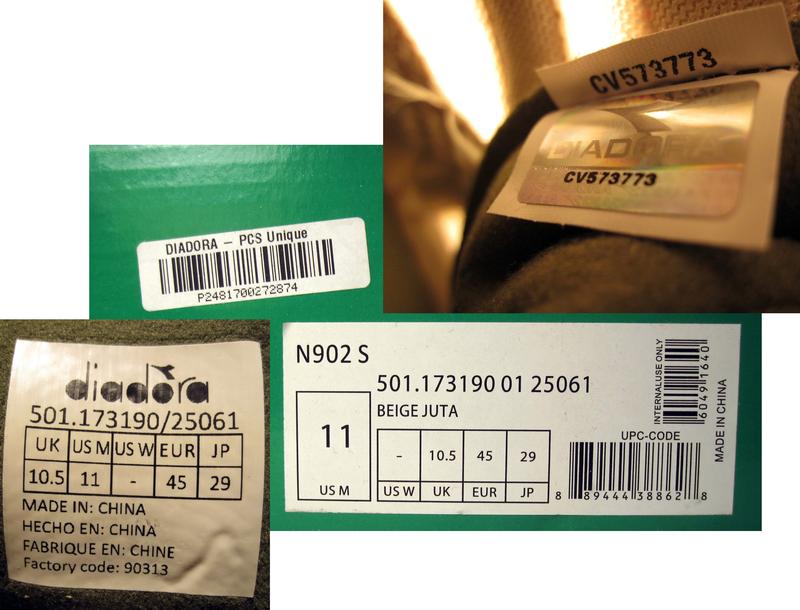 CV573773
DIADORA
CV573773
DIADORA – PCS Unique
P2481700272874
N902 S
501.173190 01 25061
BEIGE JUTA
11
US M
- 10.5 45 29
US W UK EUR JP
INTERNAL USE ONLY
6049 1640
UPC-CODE
8 89444 38862 8
MADE IN CHINA
diadora
501.173190/25061
UK US M US W EUR JP
10.5 11 - 45 29
MADE IN: CHINA
HECHO EN: CHINA
FABRIQUE EN: CHINE
Factory code: 90313